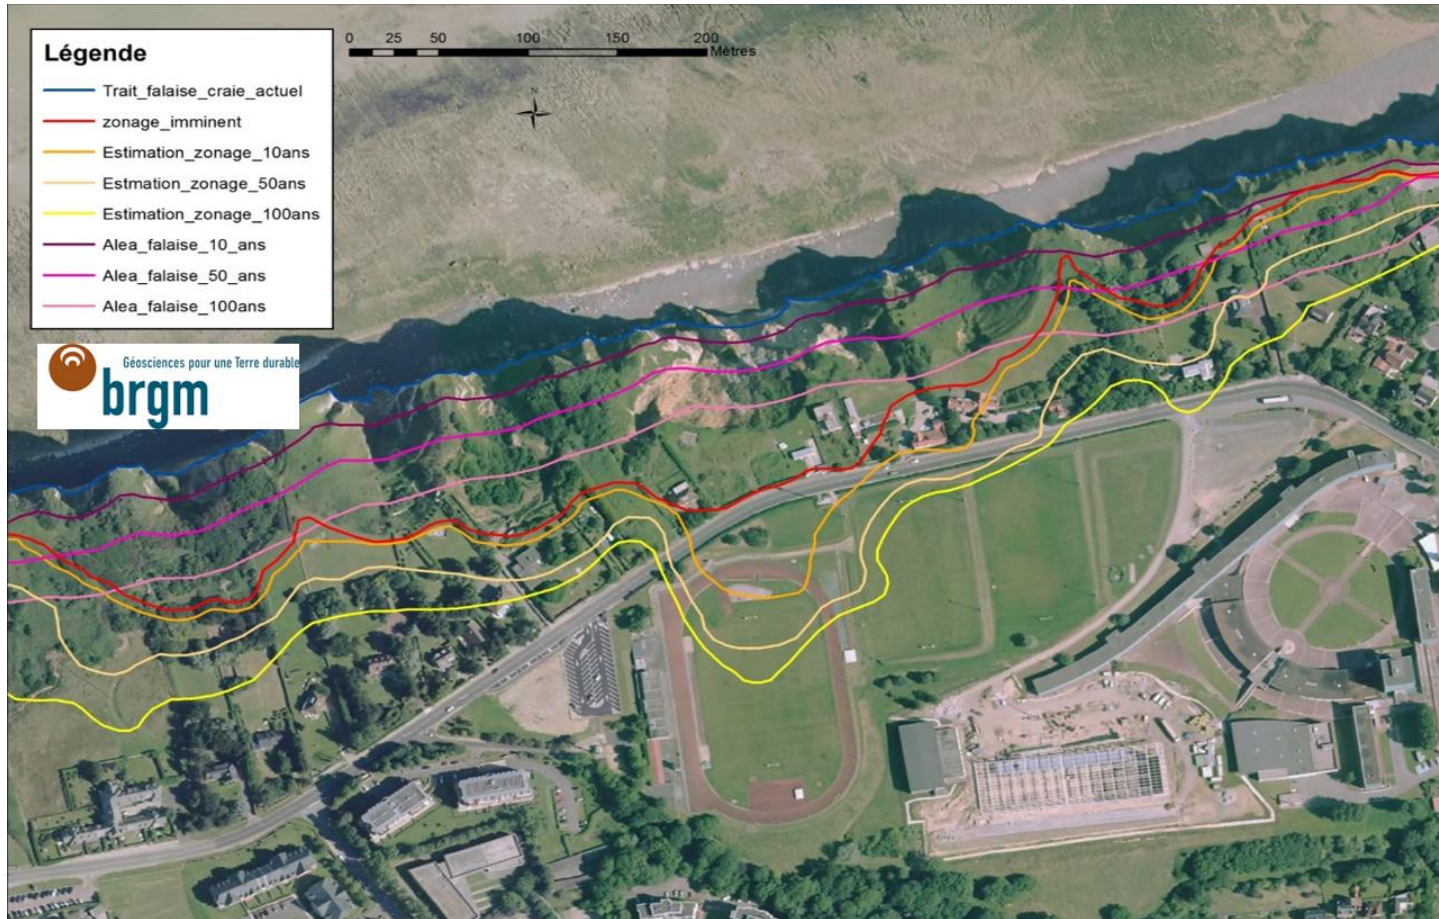 Légende
Trait_falaise_craie_actuel
zonage_imminent
Estimation_zonage_10ans
Estmation_zonage_50ans
Estimation_zonage_100ans
Alea_falaise_10_ans
Alea_falaise_50_ans
Alea_falaise_100ans
0 25 50 100 150 200
Mètres
N
Géosciences pour une Terre durable
brgm